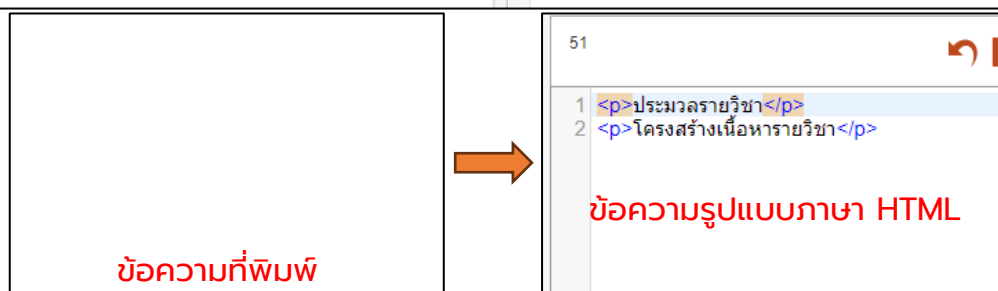 51
1 <p>ประมวลรายวิชา</p>
2 <p>โครงสร้างเนื้อหารายวิชา</p>
ข้อความรูปแบบภาษา HTML
ข้อความที่พิมพ์